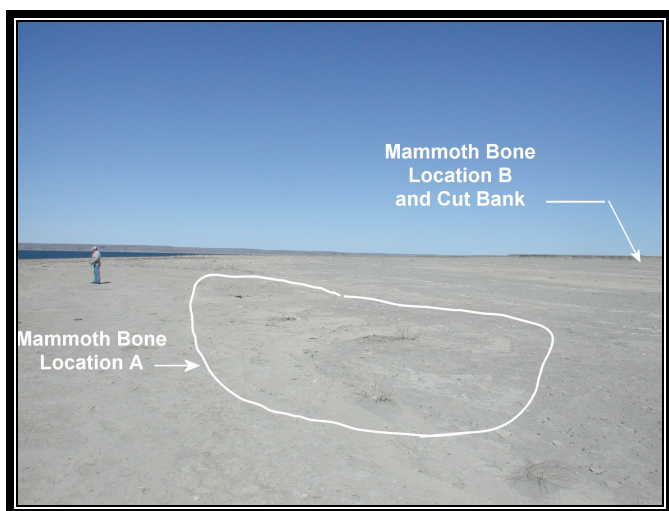 Mammoth Bone
Location B
and Cut Bank
Mammoth Bone
Location A